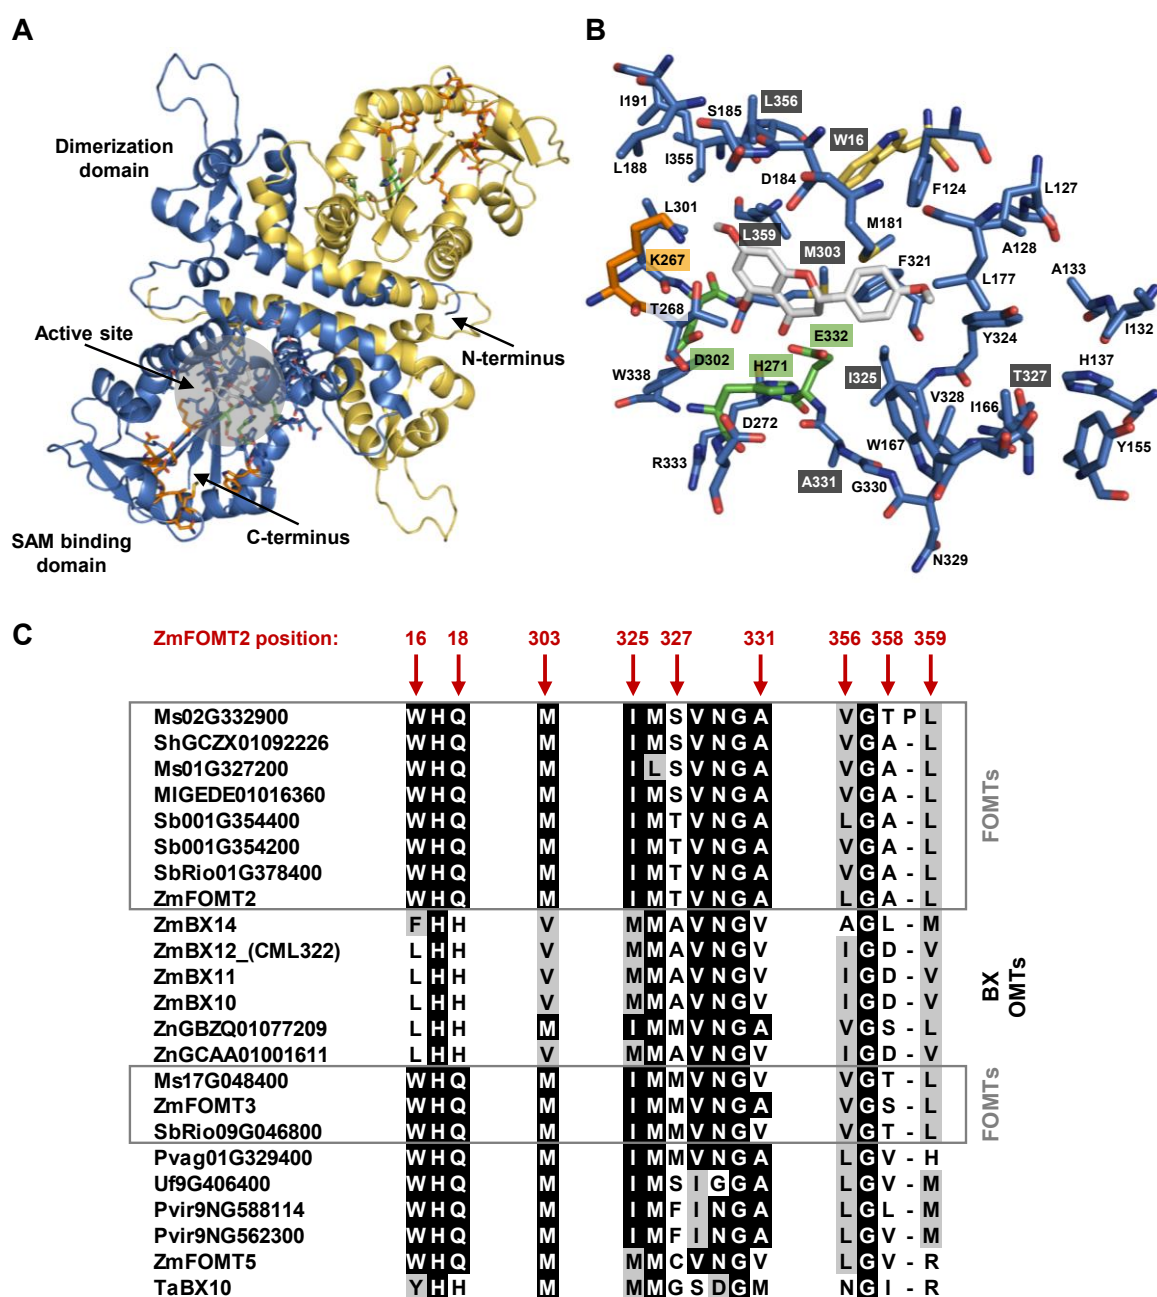 A
B
Dimerization
domain
Active site
N-terminus
C-terminus
SAM binding
domain
I191
S185
L356
L188
I355
W16
D184
F124
L127
L301
M181
A128
L359
K267
M303
F321
L177
A133
T268
I132
E332
Y324
D302
H271
H137
W338
I325
T327
V328
I166
D272
W167
Y155
R333
A331
G330
N329
C
ZmFOMT2 position: 16 18 303 325 327 331 356 358 359
Ms02G332900 W H Q M I M S V N G A V G T P L
ShGCZX01092226 W H Q M I M S V N G A V G A - L
Ms01G327200 W H Q M I L S V N G A V G A - L
MlGEDE01016360 W H Q M I M S V N G A V G A - L
Sb001G354400 W H Q M I M T V N G A L G A - L
Sb001G354200 W H Q M I M T V N G A V G A - L
SbRio01G378400 W H Q M I M T V N G A V G A - L
ZmFOMT2 W H Q M I M T V N G A L G A - L
FOMTs
ZmBX14 F H H V M M A V N G V A G L - M
ZmBX12_(CML322) L H H V M M A V N G V I G D - V
ZmBX11 L H H V M M A V N G V I G D - V
ZmBX10 L H H V M M A V N G V I G D - V
ZnGBZQ01077209 L H H M I M M V N G A V G S - L
ZnGCAA01001611 L H H V M M A V N G V I G D - V
BX
OMTs
Ms17G048400 W H Q M I M M V N G V V G T - L
ZmFOMT3 W H Q M I M M V N G A V G S - L
SbRio09G046800 W H Q M I M M V N G V V G T - L
FOMTs
Pvag01G329400 W H Q M I M M V N G A L G V - H
Uf9G406400 W H Q M I M S I G G A L G V - M
Pvir9NG588114 W H Q M I M F I N G A L G L - M
Pvir9NG562300 W H Q M I M F I N G A L G V - M
ZmFOMT5 W H Q M M M C V N G V L G V - R
TaBX10 Y H H M M M G S D G M N G I - R